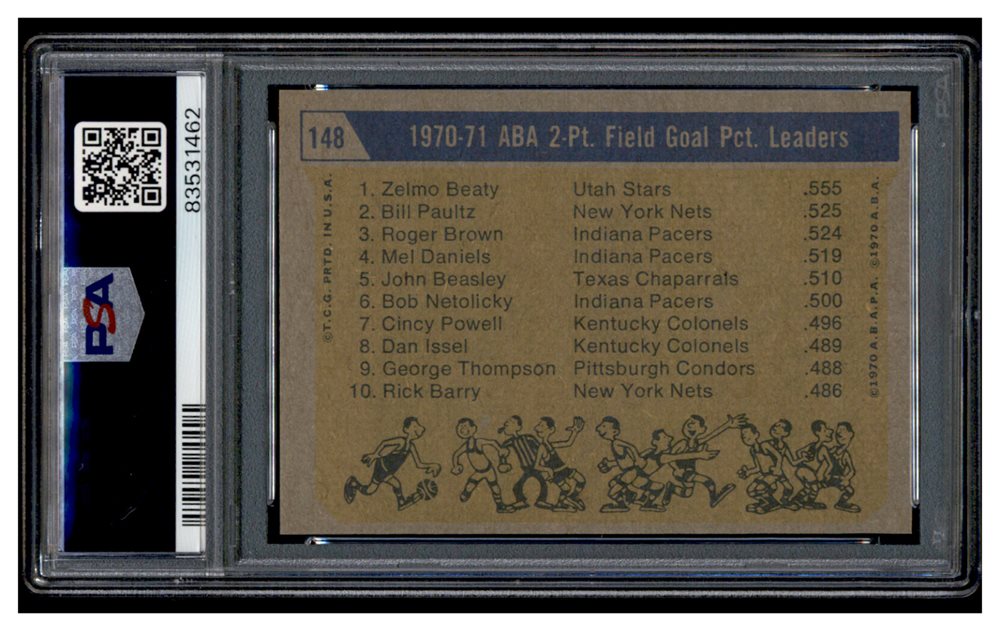 83531462
PSA
148 1970-71 ABA 2-Pt. Field Goal Pct. Leaders
1. Zelmo Beaty Utah Stars .555
2. Bill Paultz New York Nets .525
3. Roger Brown Indiana Pacers .524
4. Mel Daniels Indiana Pacers .519
5. John Beasley Texas Chaparrals .510
6. Bob Netolicky Indiana Pacers .500
7. Cincy Powell Kentucky Colonels .496
8. Dan Issel Kentucky Colonels .489
9. George Thompson Pittsburgh Condors .488
10. Rick Barry New York Nets .486
©T.C.G. PRTD. IN U.S.A.
©1970 A.B.A.P.A. ©1970 A.B.A.
PSA